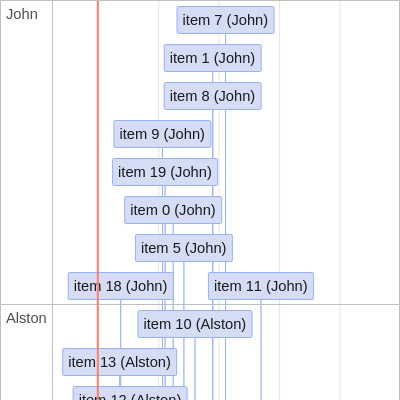 John
item 7 (John)
item 1 (John)
item 8 (John)
item 9 (John)
item 19 (John)
item 0 (John)
item 5 (John)
item 18 (John)
item 11 (John)
Alston
item 10 (Alston)
item 13 (Alston)
item 12 (Alston)